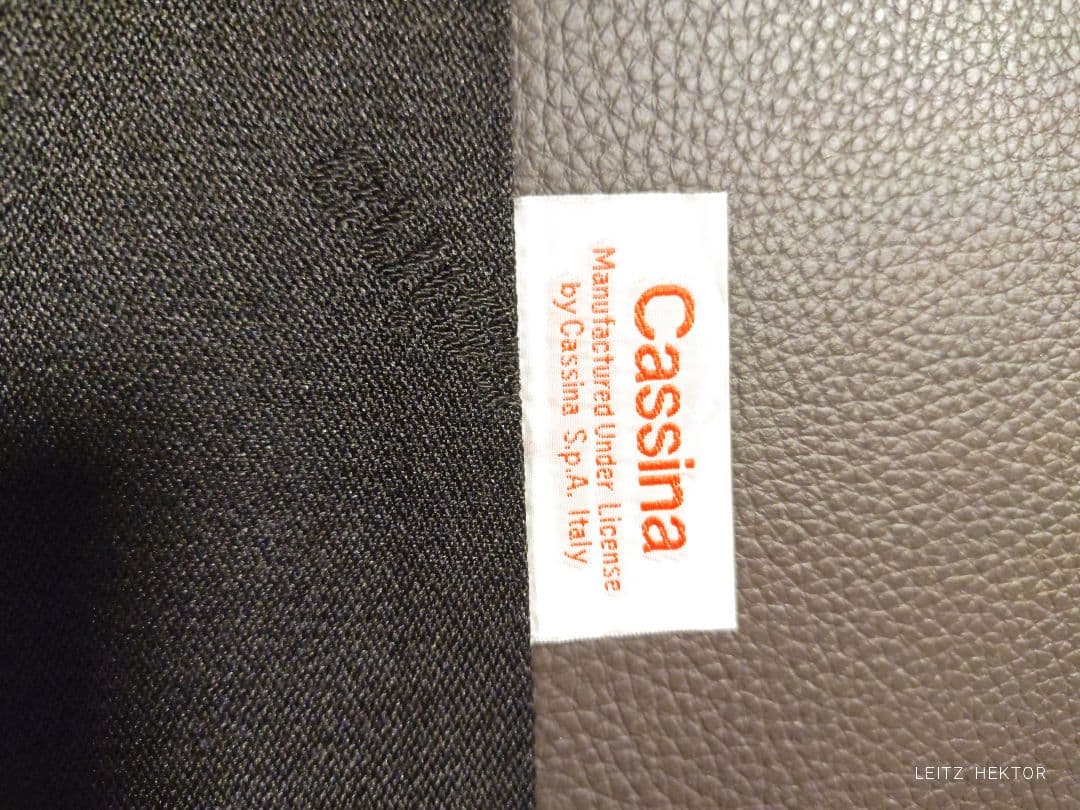 Cassina
Manufactured Under License
by Cassina S.p.A. Italy
LEITZ HEKTOR